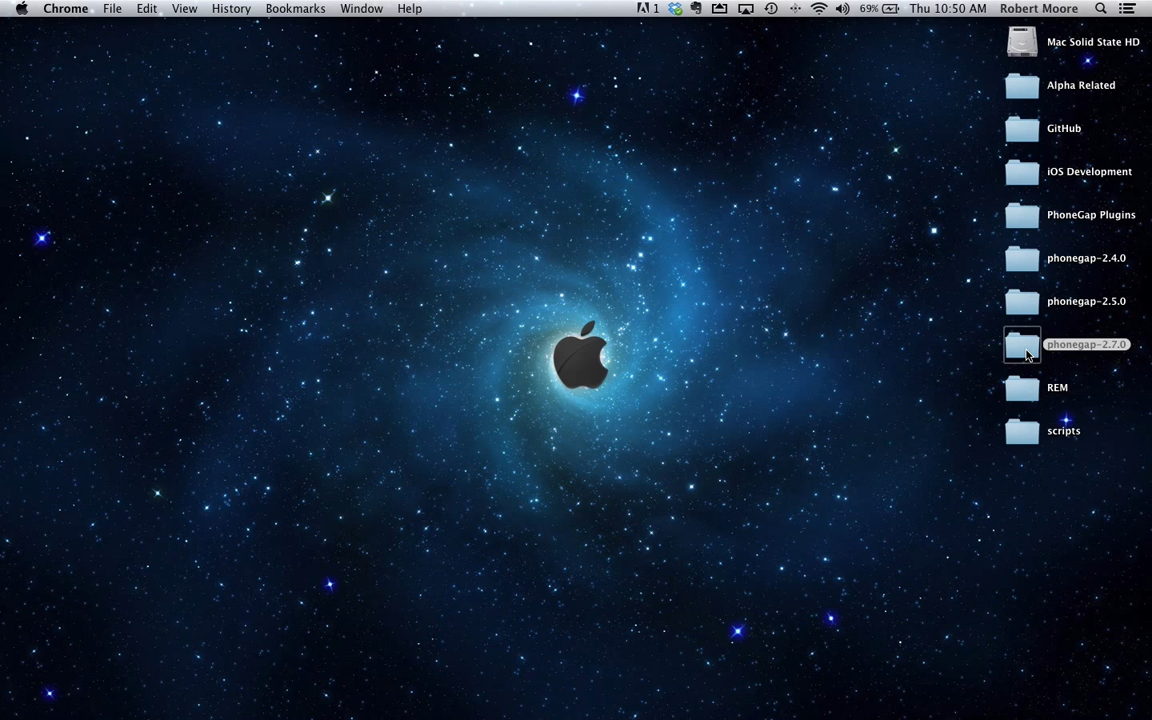 Chrome File Edit View History Bookmarks Window Help 1 69% Thu 10:50 AM Robert Moore
Mac Solid State HD
Alpha Related
GitHub
iOS Development
PhoneGap Plugins
phonegap-2.4.0
phonegap-2.5.0
phonegap-2.7.0
REM
scripts